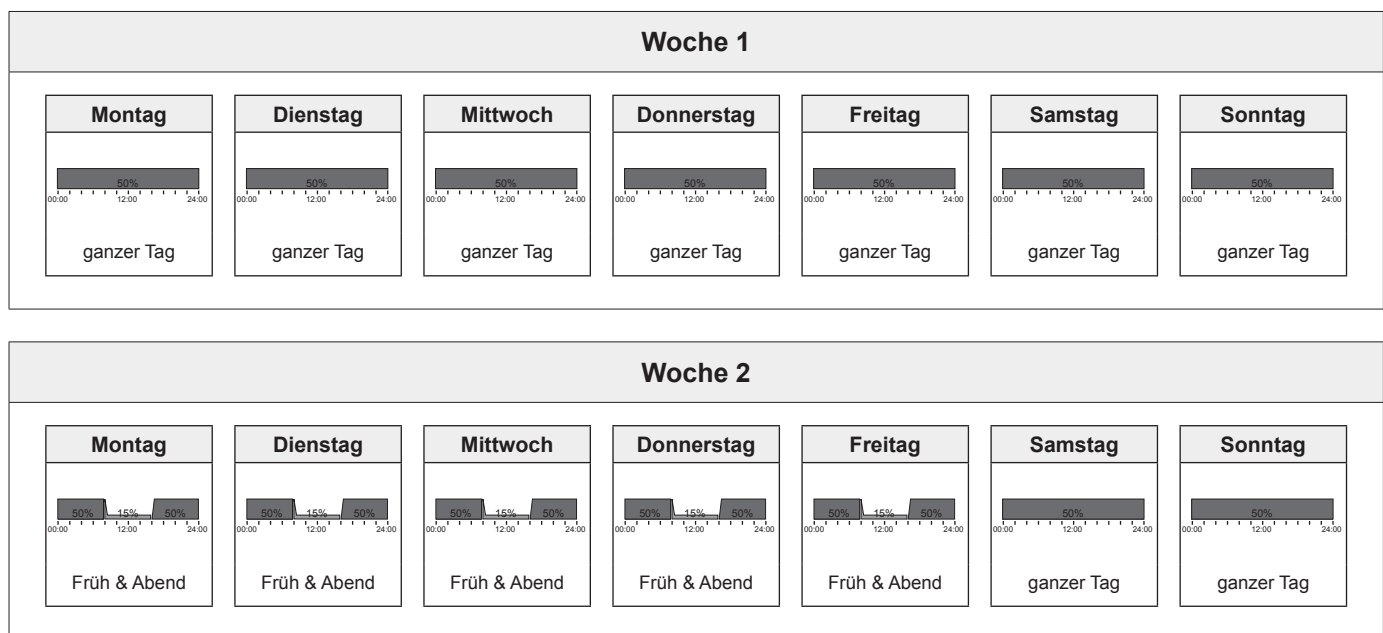 Woche 1
Montag Dienstag Mittwoch Donnerstag Freitag Samstag Sonntag
50% 50% 50% 50% 50% 50% 50%
00:00 12:00 24:00 00:00 12:00 24:00 00:00 12:00 24:00 00:00 12:00 24:00 00:00 12:00 24:00 00:00 12:00 24:00 00:00 12:00 24:00
ganzer Tag ganzer Tag ganzer Tag ganzer Tag ganzer Tag ganzer Tag ganzer Tag
Woche 2
Montag Dienstag Mittwoch Donnerstag Freitag Samstag Sonntag
50% 15% 50% 50% 15% 50% 50% 15% 50% 50% 15% 50% 50% 15% 50% 50% 50%
00:00 12:00 24:00 00:00 12:00 24:00 00:00 12:00 24:00 00:00 12:00 24:00 00:00 12:00 24:00 00:00 12:00 24:00 00:00 12:00 24:00
Früh & Abend Früh & Abend Früh & Abend Früh & Abend Früh & Abend ganzer Tag ganzer Tag